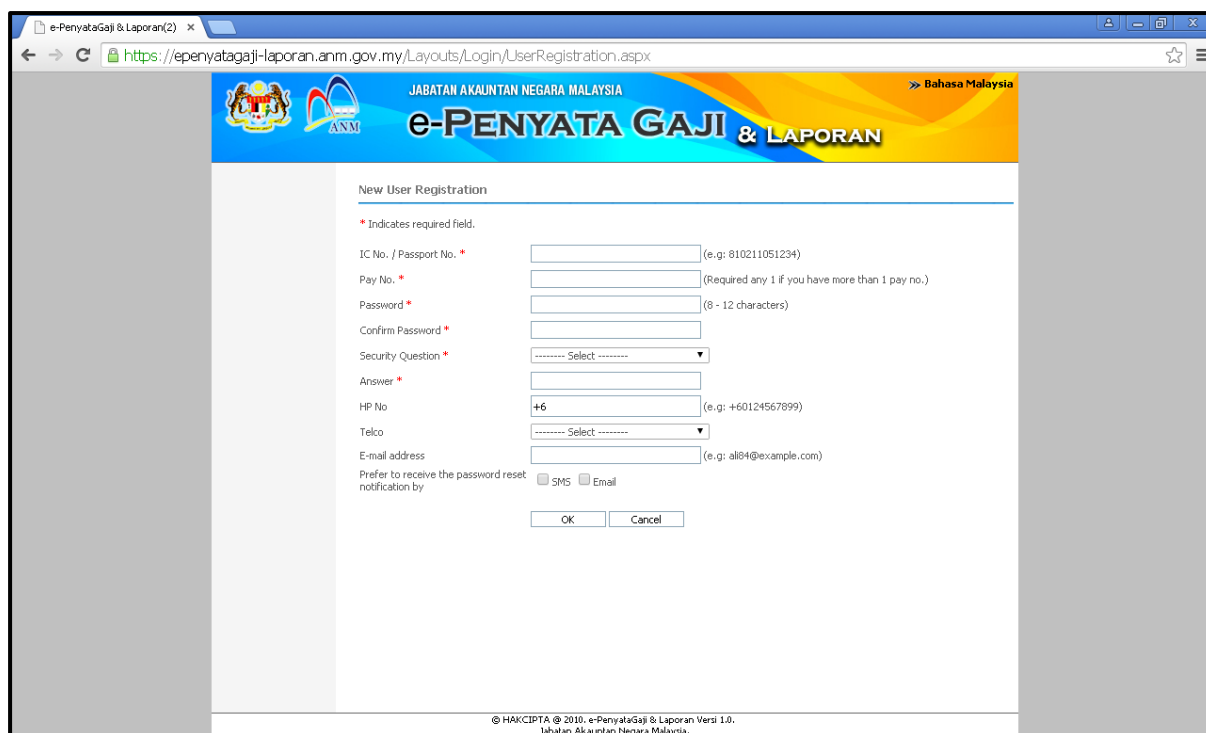 e-PenyataGaji & Laporan(2) ×
https://epenyatagaji-laporan.anm.gov.my/Layouts/Login/UserRegistration.aspx
>> Bahasa Malaysia
JABATAN AKAUNTAN NEGARA MALAYSIA
ANM
e-PENYATA GAJI & LAPORAN
New User Registration
* Indicates required field.
IC No. / Passport No. * (e.g: 810211051234)
Pay No. * (Required any 1 if you have more than 1 pay no.)
Password * (8 - 12 characters)
Confirm Password *
Security Question * -------- Select --------
Answer *
HP No +6 (e.g: +60124567899)
Telco -------- Select --------
E-mail address (e.g: ali84@example.com)
Prefer to receive the password reset
notification by SMS Email
OK Cancel
© HAKCIPTA @ 2010. e-PenyataGaji & Laporan Versi 1.0.
Jabatan Akauntan Negara Malaysia.